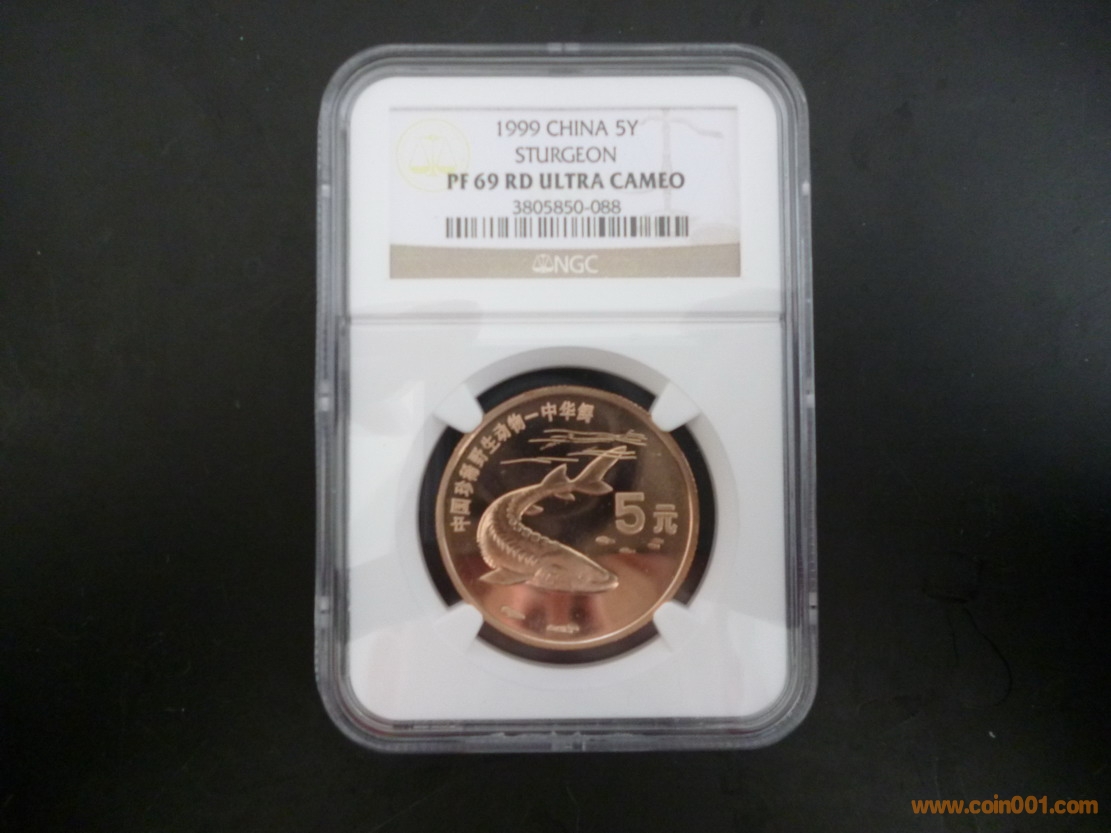 1999 CHINA 5Y
STURGEON
PF 69 RD ULTRA CAMEO
3805850-088
NGC
中国珍稀野生动物—中华鲟
5元
www.coin001.com